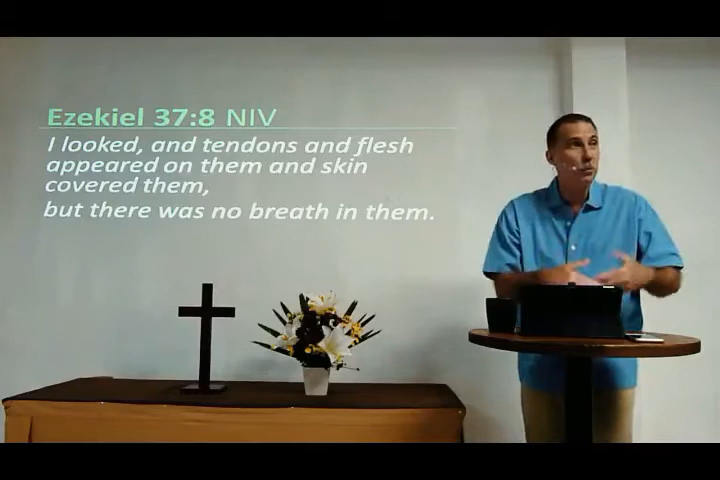 Ezekiel 37:8 NIV
I looked, and tendons and flesh
appeared on them and skin
covered them,
but there was no breath in them.